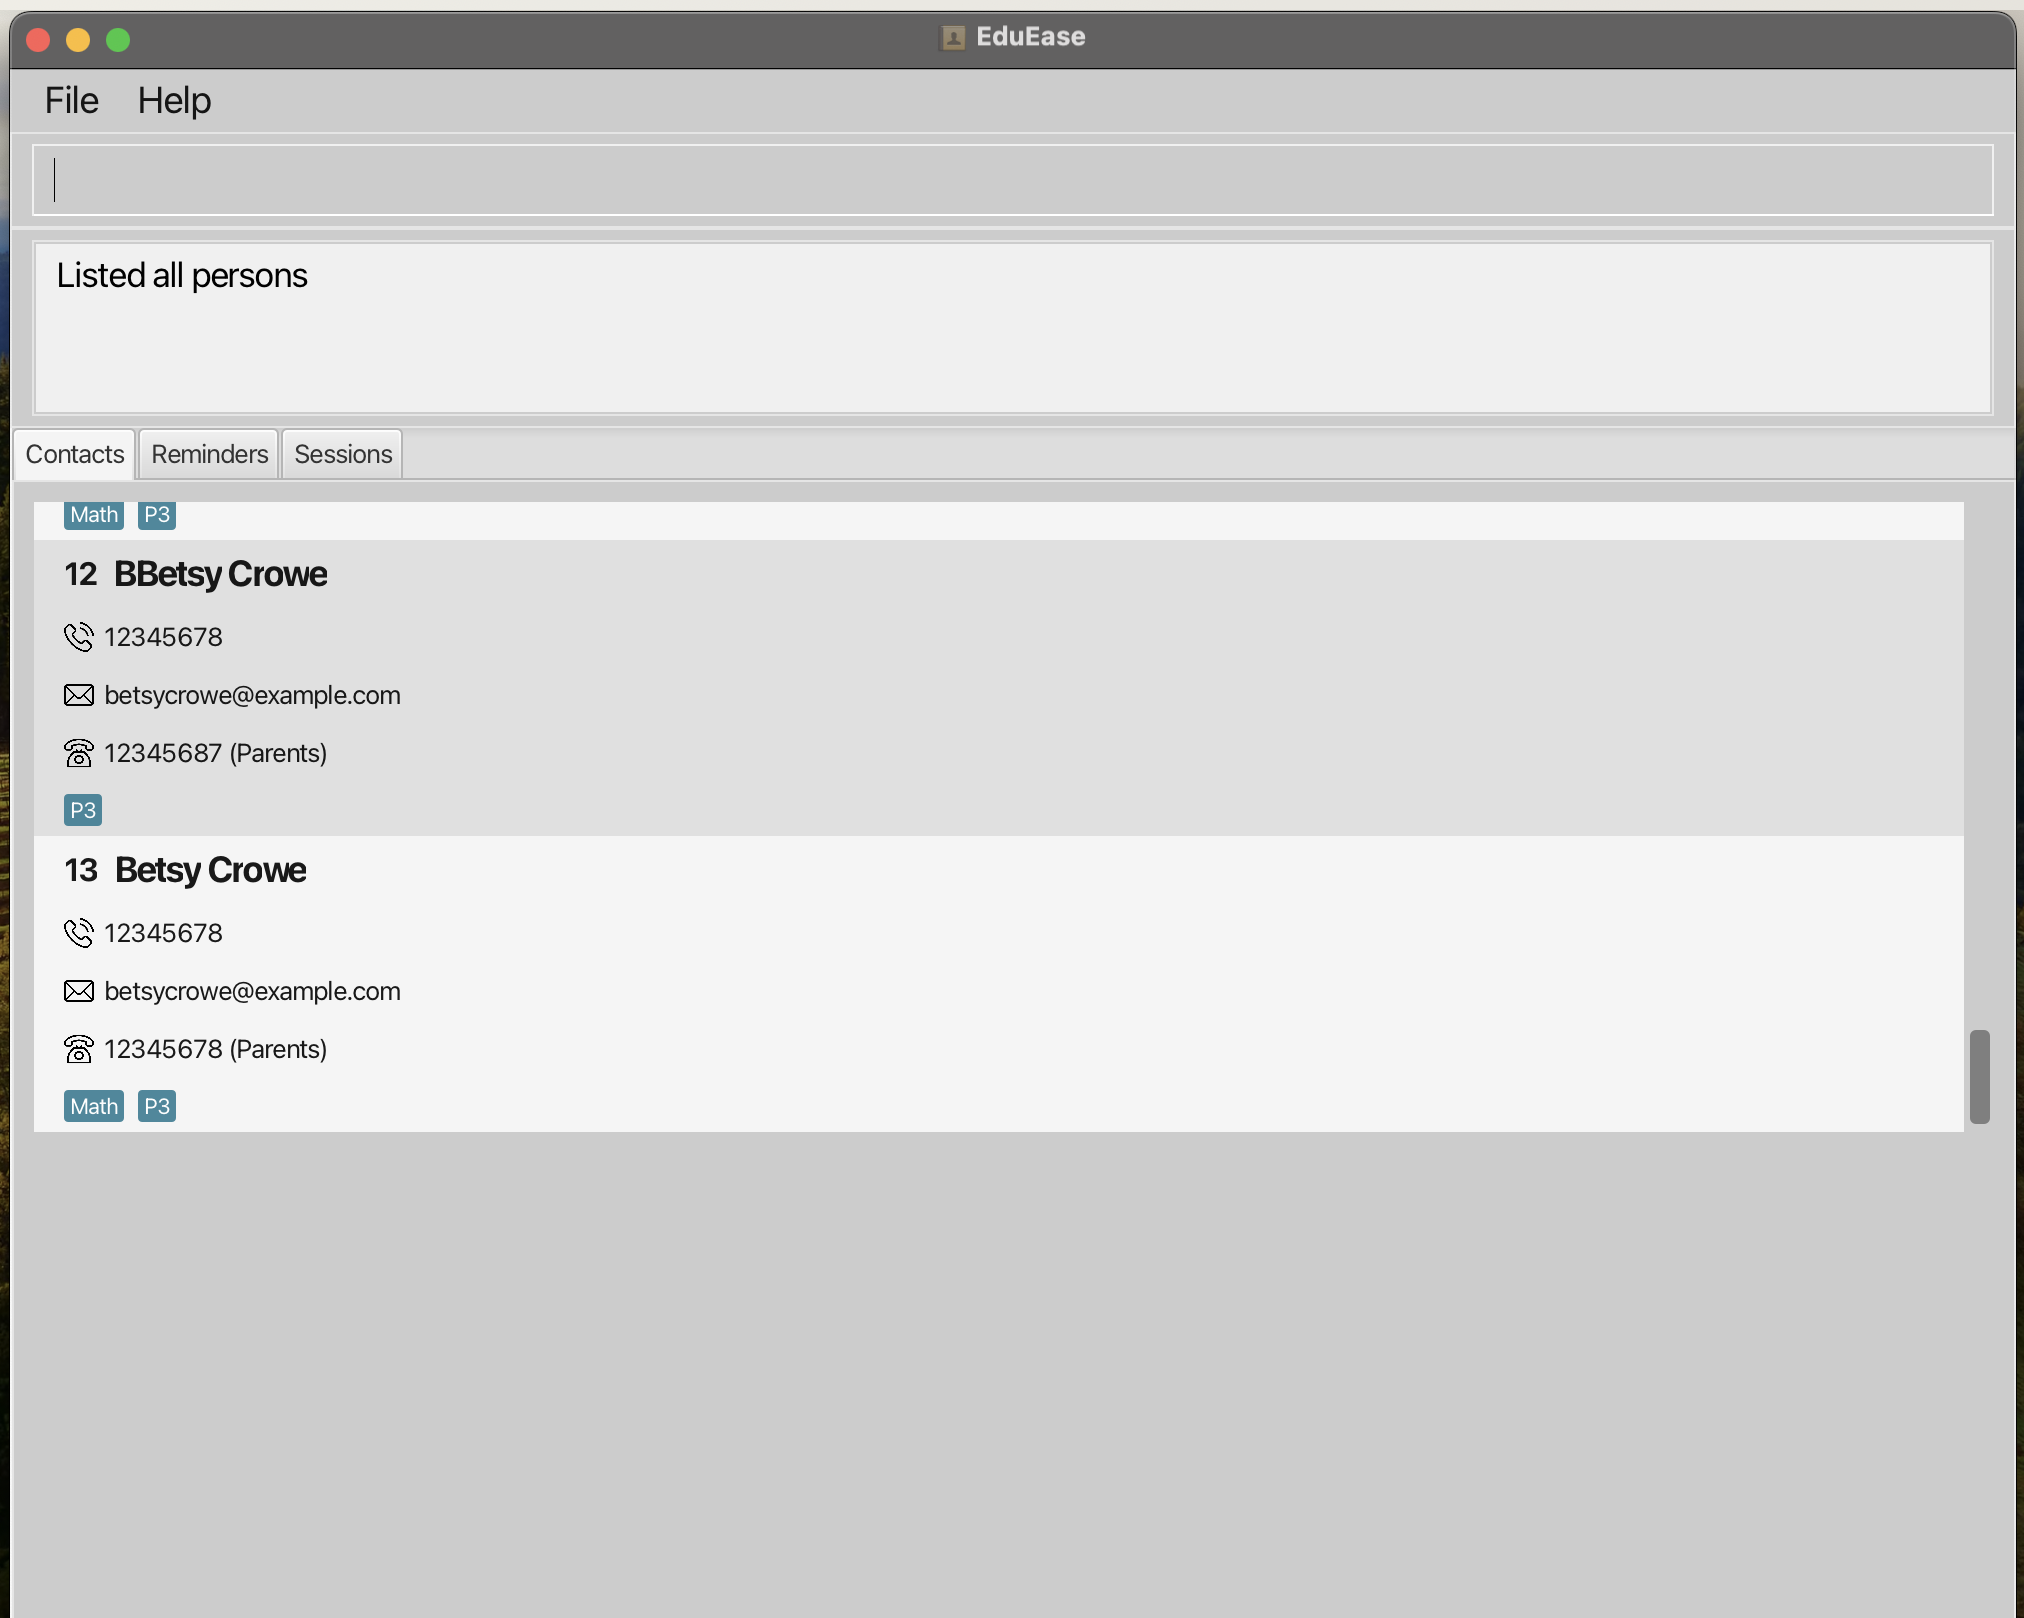 EduEase
File Help
Listed all persons
Contacts Reminders Sessions
Math P3
12 BBetsy Crowe
12345678
betsycrowe@example.com
12345687 (Parents)
P3
13 Betsy Crowe
12345678
betsycrowe@example.com
12345678 (Parents)
Math P3